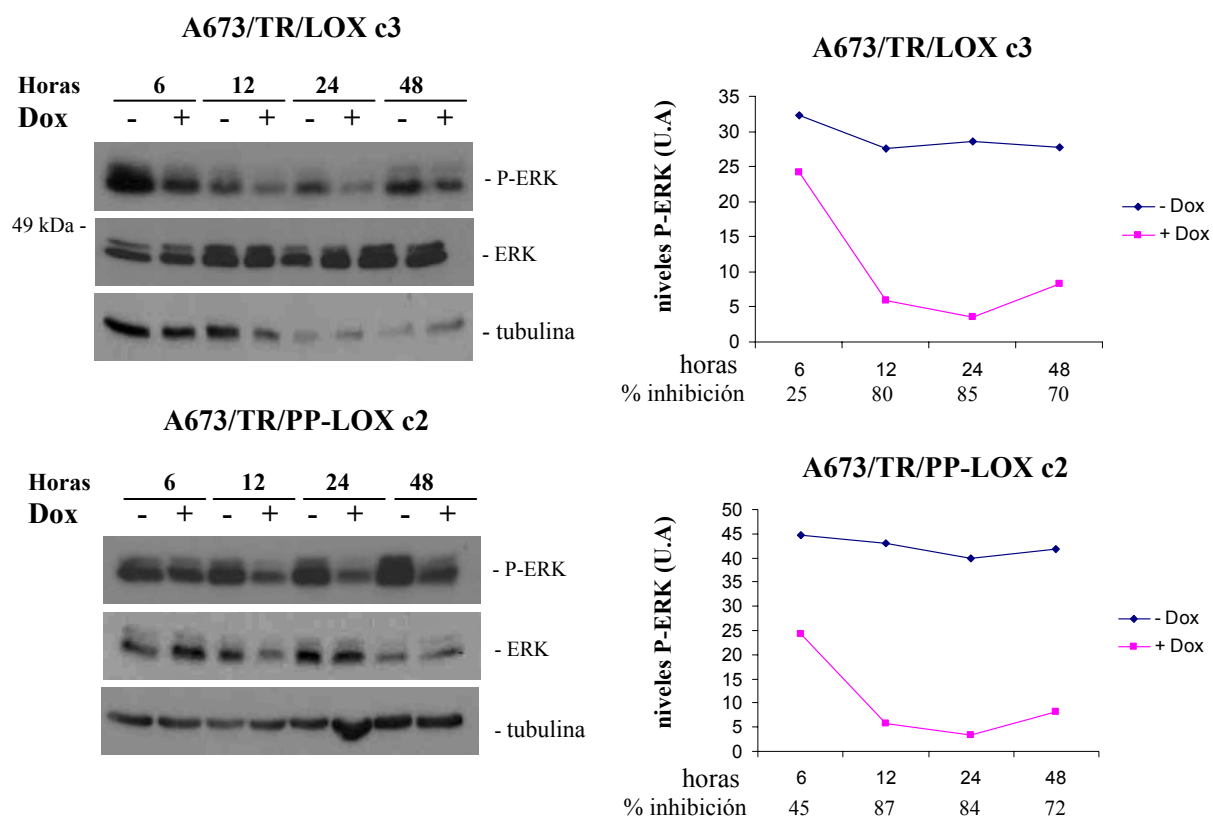 A673/TR/LOX c3
Horas 6 12 24 48
Dox - + - + - + - +
- P-ERK
49 kDa -
- ERK
- tubulina
A673/TR/LOX c3
niveles P-ERK (U.A)
35
30
25
20
15
10
5
0
- Dox
+ Dox
horas 6 12 24 48
% inhibición 25 80 85 70
A673/TR/PP-LOX c2
Horas 6 12 24 48
Dox - + - + - + - +
- P-ERK
- ERK
- tubulina
A673/TR/PP-LOX c2
niveles P-ERK (U.A)
50
45
40
35
30
25
20
15
10
5
0
- Dox
+ Dox
horas 6 12 24 48
% inhibición 45 87 84 72